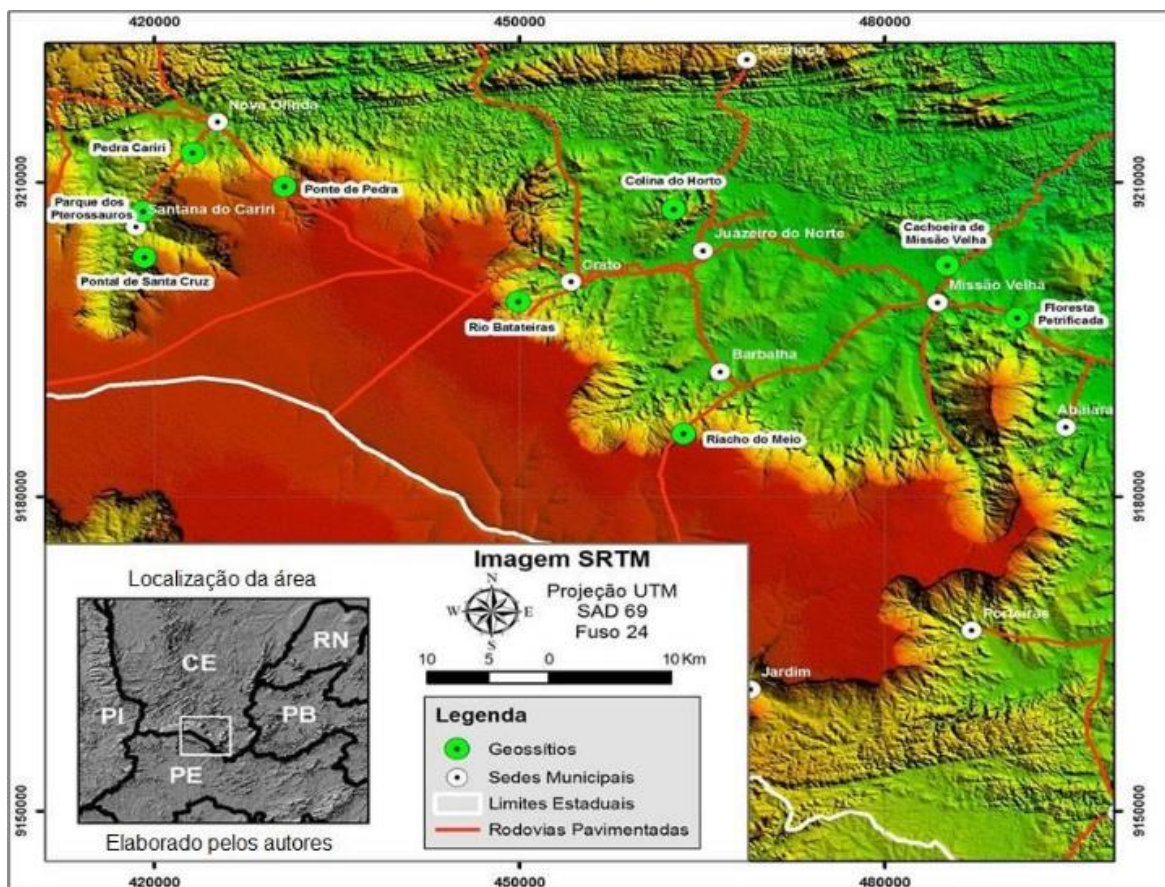 420000
450000
480000
Caririaçu
Nova Olinda
Pedra Cariri
9210000
9210000
Ponte de Pedra
Colina do Horto
Parque dos
Pterossauros
Santana do Cariri
Juazeiro do Norte
Cachoeira de
Missão Velha
Pontal de Santa Cruz
Crato
Missão Velha
Rio Batateiras
Floresta
Petrificada
Barbalha
Abaiara
Riacho do Meio
9180000
9180000
Porteiras
Jardim
Localização da área
CE
RN
PI
PB
PE
Elaborado pelos autores
Imagem SRTM
N
W
E
S
Projeção UTM
SAD 69
Fuso 24
10 5 0 10 Km
Legenda
Geossítios
Sedes Municipais
Limites Estaduais
Rodovias Pavimentadas
9150000
9150000
420000
450000
480000